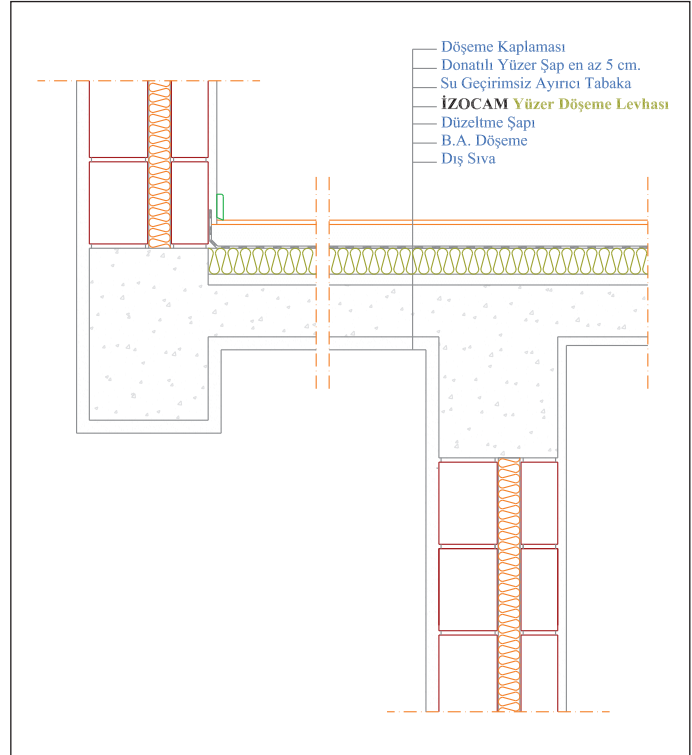 Döşeme Kaplaması
Donatılı Yüzer Şap en az 5 cm.
Su Geçirimsiz Ayırıcı Tabaka
İZOCAM Yüzer Döşeme Levhası
Düzeltme Şapı
B.A. Döşeme
Dış Sıva